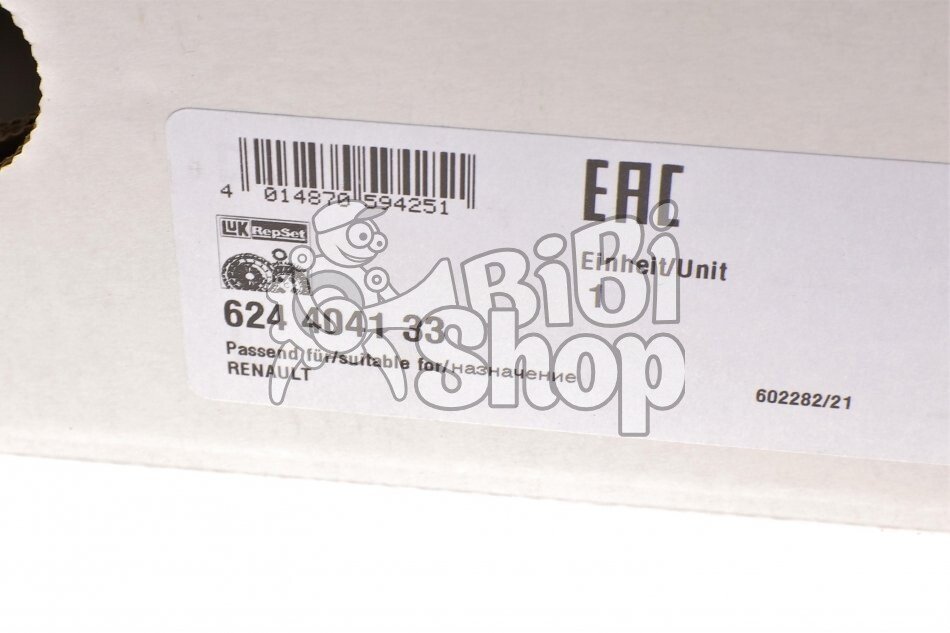 4 014870 594251
EAC
LuK RepSet
Einheit/Unit
1
624 4041 33
Passend für/suitable for/назначение
RENAULT
602282/21
BiBi
Shop